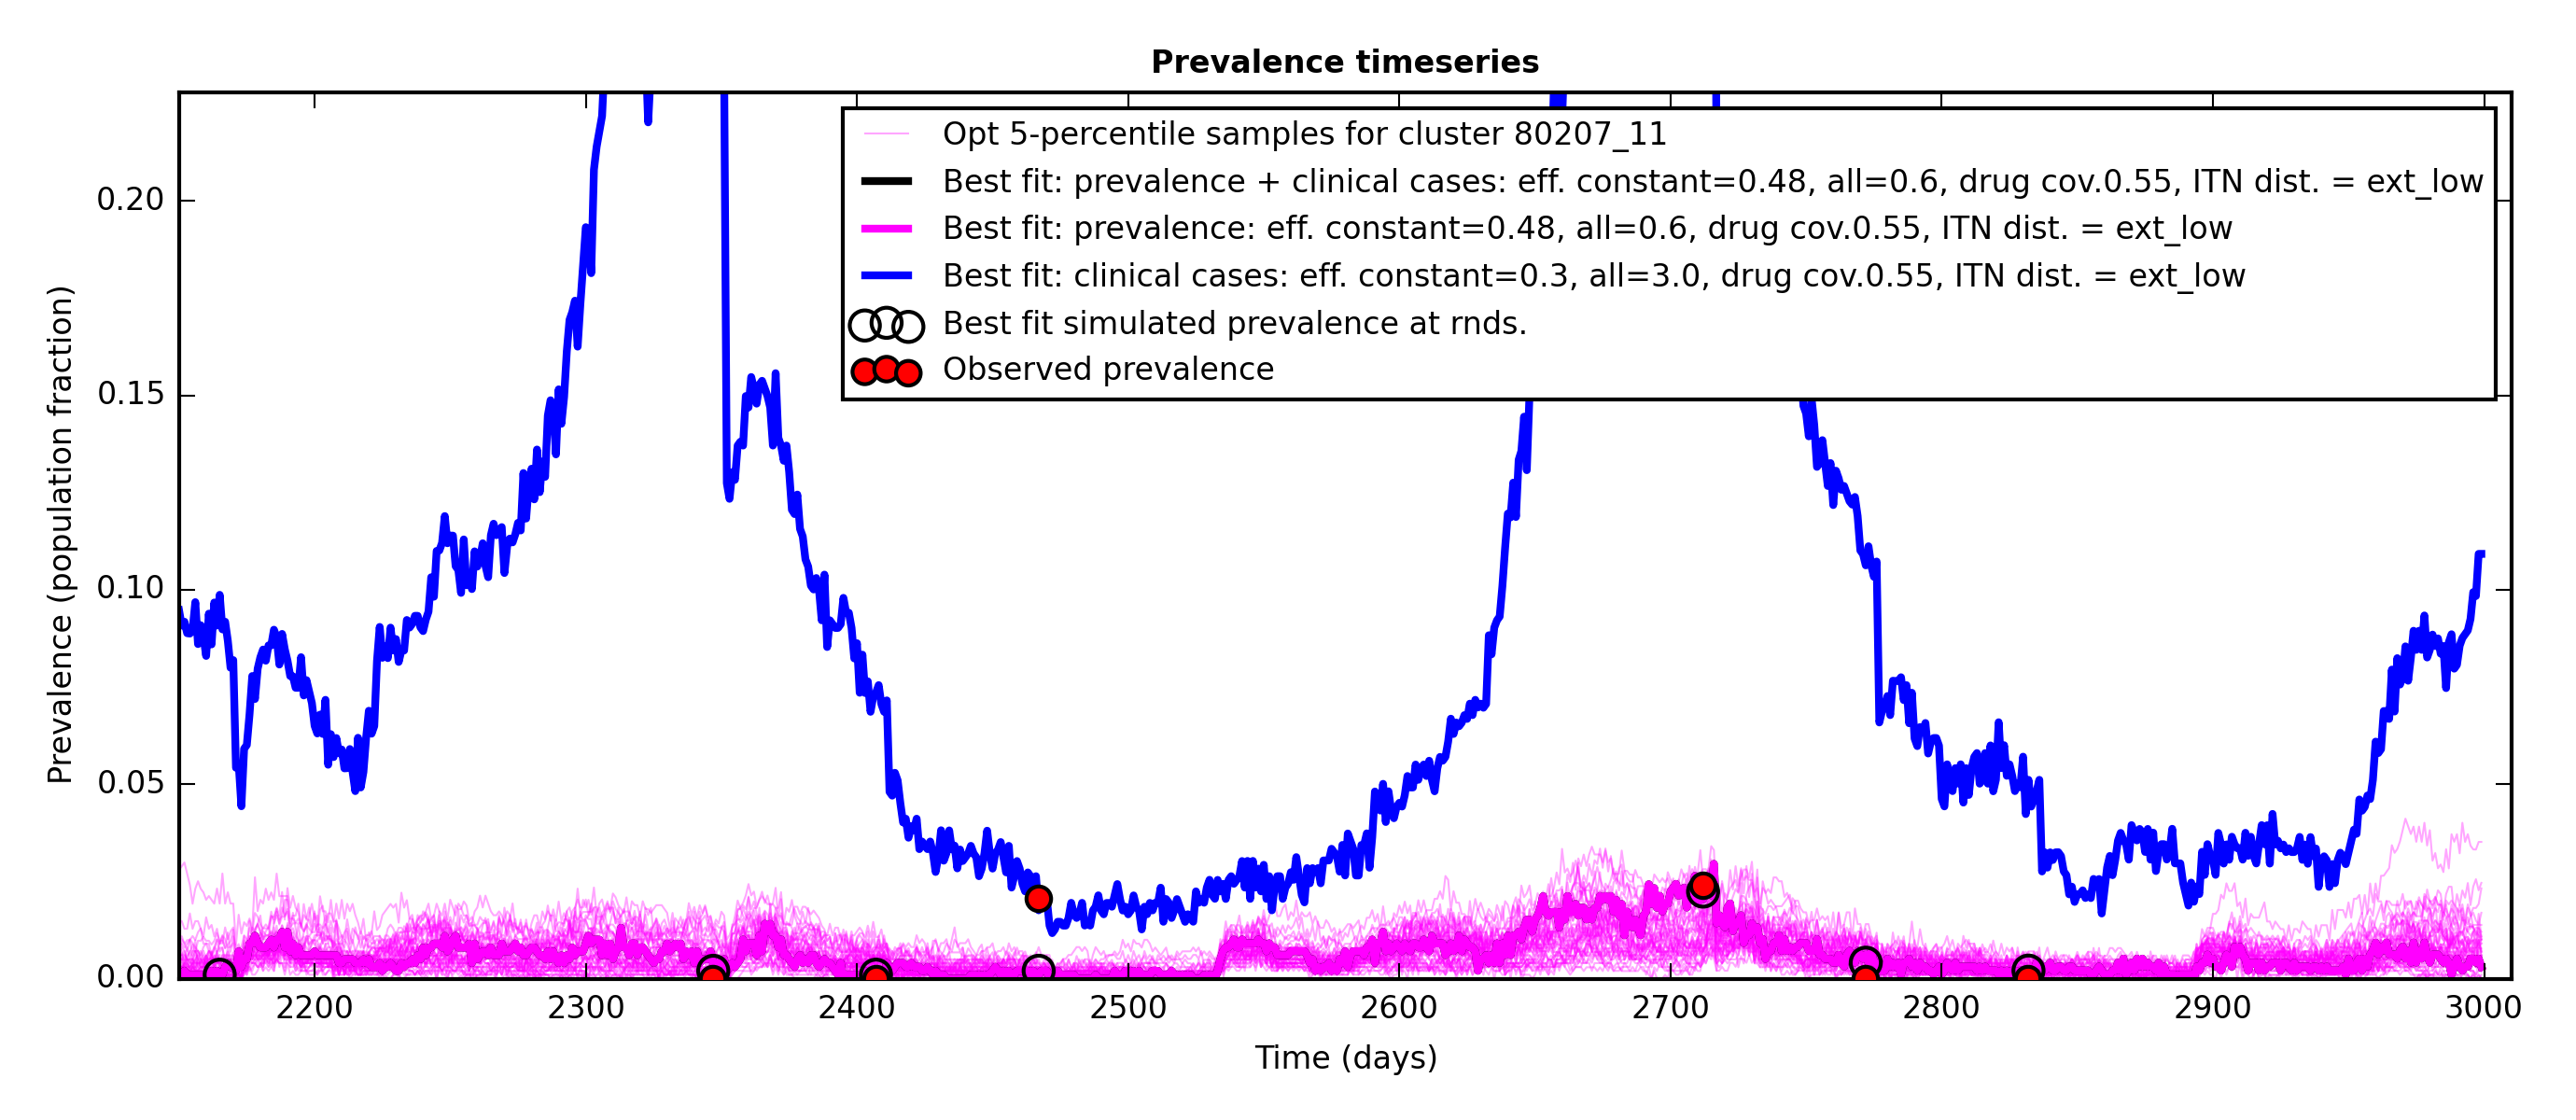 Prevalence timeseries
Opt 5-percentile samples for cluster 80207_11
Best fit: prevalence + clinical cases: eff. constant=0.48, all=0.6, drug cov.0.55, ITN dist. = ext_low
Best fit: prevalence: eff. constant=0.48, all=0.6, drug cov.0.55, ITN dist. = ext_low
Best fit: clinical cases: eff. constant=0.3, all=3.0, drug cov.0.55, ITN dist. = ext_low
Best fit simulated prevalence at rnds.
Observed prevalence
Prevalence (population fraction)
0.20
0.15
0.10
0.05
0.00
2200 2300 2400 2500 2600 2700 2800 2900 3000
Time (days)